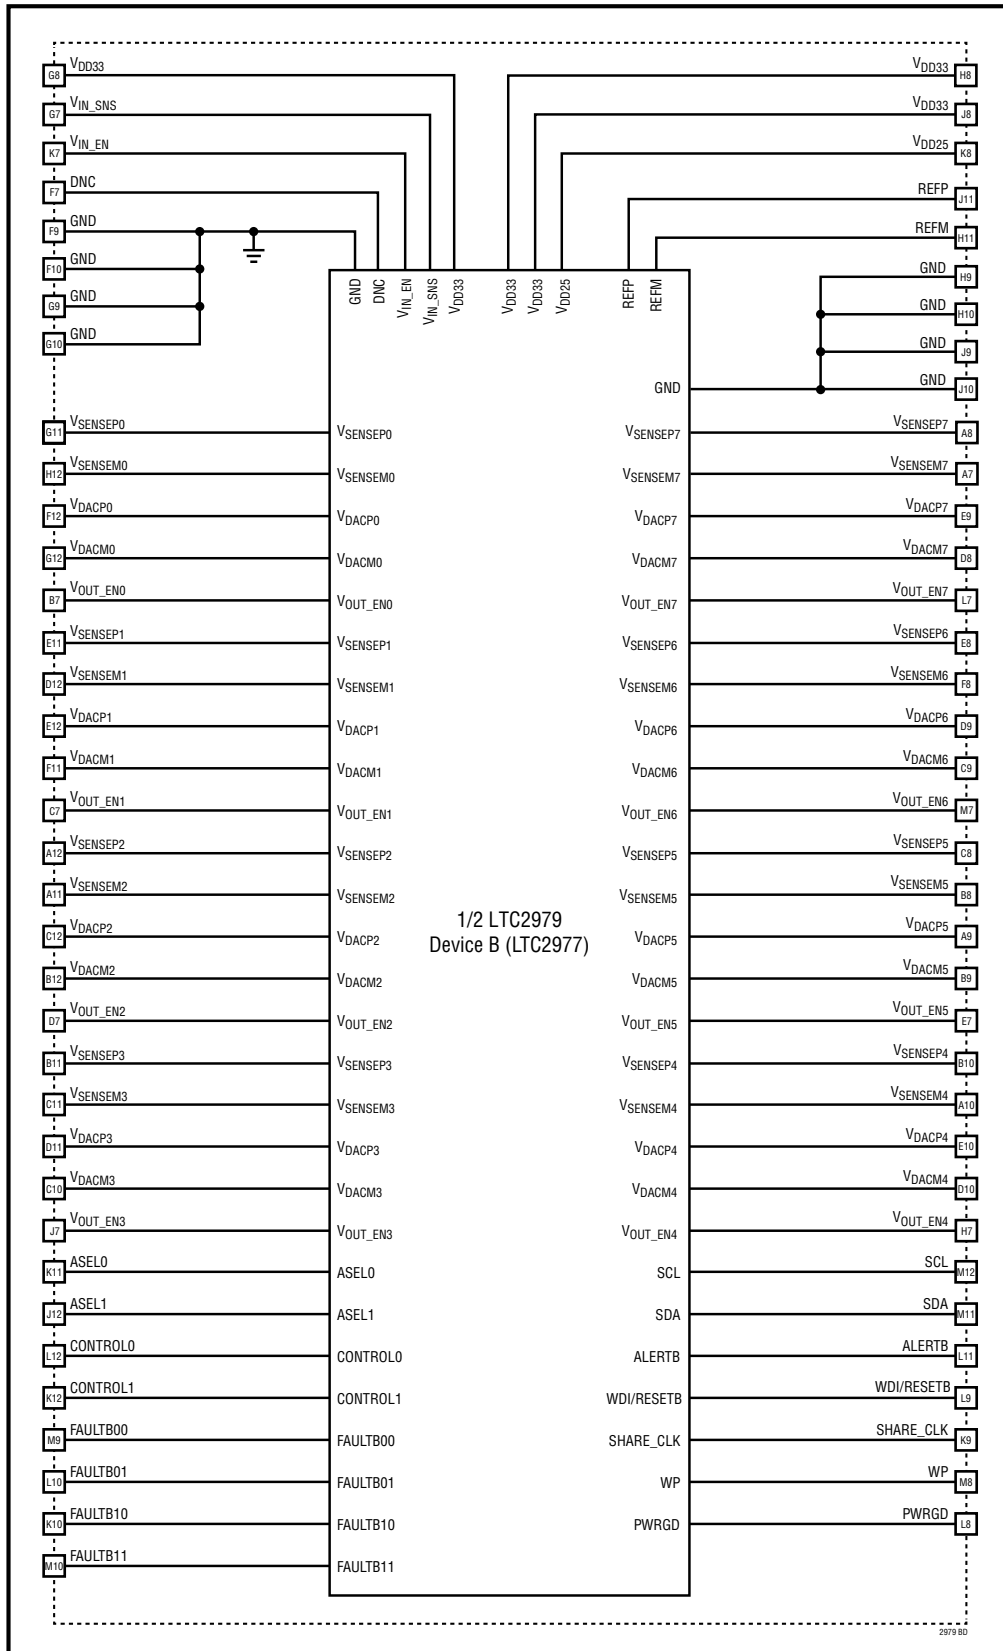 G8 VDD33
G7 VIN_SNS
K7 VIN_EN
F7 DNC
F9 GND
F10 GND
G9 GND
G10 GND
VDD33 H8
VDD33 J8
VDD25 K8
REFP J11
REFM H11
GND H9
GND H10
GND J9
GND J10
GND
DNC
VIN_EN
VIN_SNS
VDD33
VDD33
VDD33
VDD25
REFP
REFM
GND
G11 VSENSEP0 VSENSEP0 VSENSEP7 VSENSEP7 A8
H12 VSENSEM0 VSENSEM0 VSENSEM7 VSENSEM7 A7
F12 VDACP0 VDACP0 VDACP7 VDACP7 E9
G12 VDACM0 VDACM0 VDACM7 VDACM7 D8
B7 VOUT_EN0 VOUT_EN0 VOUT_EN7 VOUT_EN7 L7
E11 VSENSEP1 VSENSEP1 VSENSEP6 VSENSEP6 E8
D12 VSENSEM1 VSENSEM1 VSENSEM6 VSENSEM6 F8
E12 VDACP1 VDACP1 VDACP6 VDACP6 D9
F11 VDACM1 VDACM1 VDACM6 VDACM6 C9
C7 VOUT_EN1 VOUT_EN1 VOUT_EN6 VOUT_EN6 M7
A12 VSENSEP2 VSENSEP2 VSENSEP5 VSENSEP5 C8
A11 VSENSEM2 VSENSEM2 VSENSEM5 VSENSEM5 B8
1/2 LTC2979
Device B (LTC2977)
C12 VDACP2 VDACP2 VDACP5 VDACP5 A9
B12 VDACM2 VDACM2 VDACM5 VDACM5 B9
D7 VOUT_EN2 VOUT_EN2 VOUT_EN5 VOUT_EN5 E7
B11 VSENSEP3 VSENSEP3 VSENSEP4 VSENSEP4 B10
C11 VSENSEM3 VSENSEM3 VSENSEM4 VSENSEM4 A10
D11 VDACP3 VDACP3 VDACP4 VDACP4 E10
C10 VDACM3 VDACM3 VDACM4 VDACM4 D10
J7 VOUT_EN3 VOUT_EN3 VOUT_EN4 VOUT_EN4 H7
K11 ASEL0 ASEL0 SCL SCL M12
J12 ASEL1 ASEL1 SDA SDA M11
L12 CONTROL0 CONTROL0 ALERTB ALERTB L11
K12 CONTROL1 CONTROL1 WDI/RESETB WDI/RESETB L9
M9 FAULTB00 FAULTB00 SHARE_CLK SHARE_CLK K9
L10 FAULTB01 FAULTB01 WP WP M8
K10 FAULTB10 FAULTB10 PWRGD PWRGD L8
M10 FAULTB11 FAULTB11
2979 BD